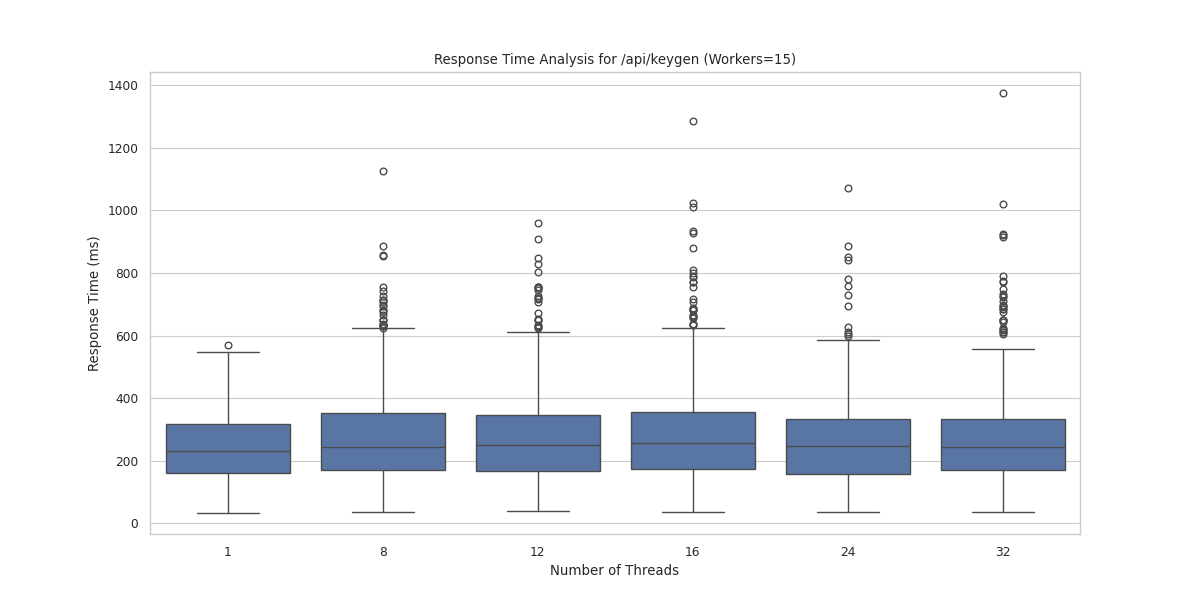 Response Time Analysis for /api/keygen (Workers=15)
1400
1200
1000
800
600
400
200
0
Response Time (ms)
1 8 12 16 24 32
Number of Threads